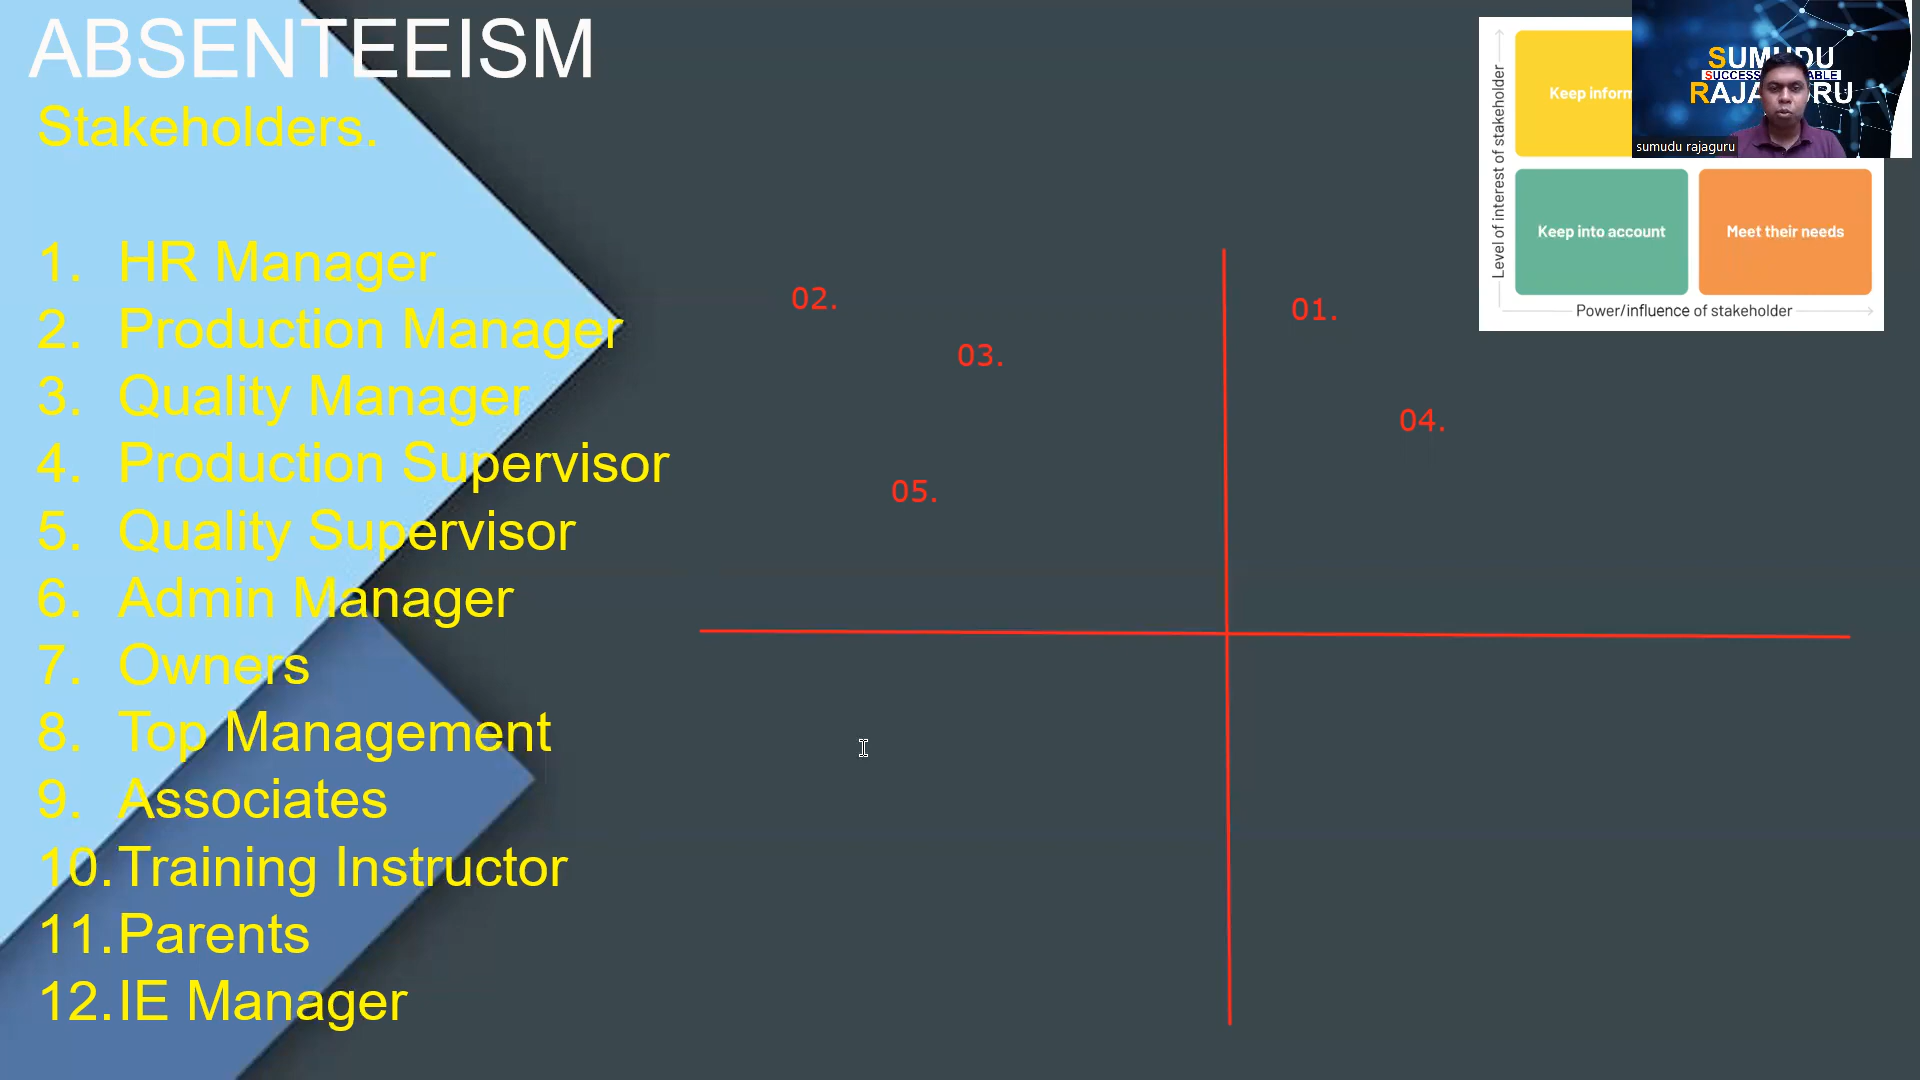 ABSENTEEISM
Stakeholders.
1. HR Manager
2. Production Manager
3. Quality Manager
4. Production Supervisor
5. Quality Supervisor
6. Admin Manager
7. Owners
8. Top Management
9. Associates
10. Training Instructor
11. Parents
12. IE Manager
02.
03.
05.
01.
04.
Level of interest of stakeholder
Keep
Keep into account
Meet their needs
Power/influence of stakeholder
sumudu rajaguru